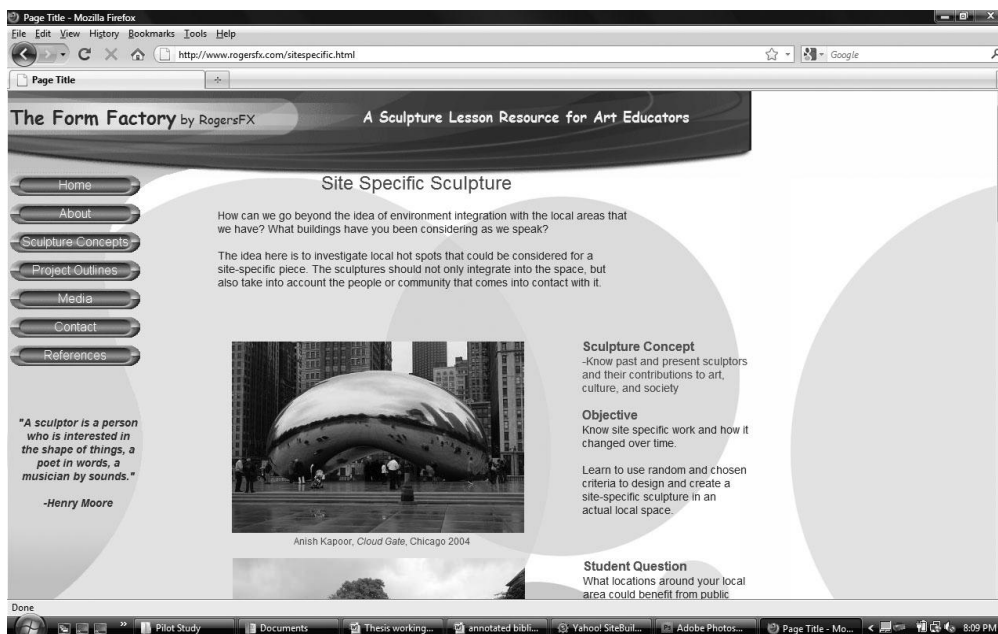 Page Title - Mozilla Firefox
File Edit View History Bookmarks Tools Help
http://www.rogersfx.com/sitespecific.html
Google
Page Title
The Form Factory by RogersFX
A Sculpture Lesson Resource for Art Educators
Home
About
Sculpture Concepts
Project Outlines
Media
Contact
References
"A sculptor is a person
who is interested in
the shape of things, a
poet in words, a
musician by sounds."
-Henry Moore
Site Specific Sculpture
How can we go beyond the idea of environment integration with the local areas that
we have? What buildings have you been considering as we speak?
The idea here is to investigate local hot spots that could be considered for a
site-specific piece. The sculptures should not only integrate into the space, but
also take into account the people or community that comes into contact with it.
Anish Kapoor, Cloud Gate, Chicago 2004
Sculpture Concept
-Know past and present sculptors
and their contributions to art,
culture, and society
Objective
Know site specific work and how it
changed over time.
Learn to use random and chosen
criteria to design and create a
site-specific sculpture in an
actual local space.
Student Question
What locations around your local
area could benefit from public
Done
Pilot Study
Documents
Thesis working...
annotated bibli...
Yahoo! SiteBuil...
Adobe Photos...
Page Title - Mo...
8:09 PM